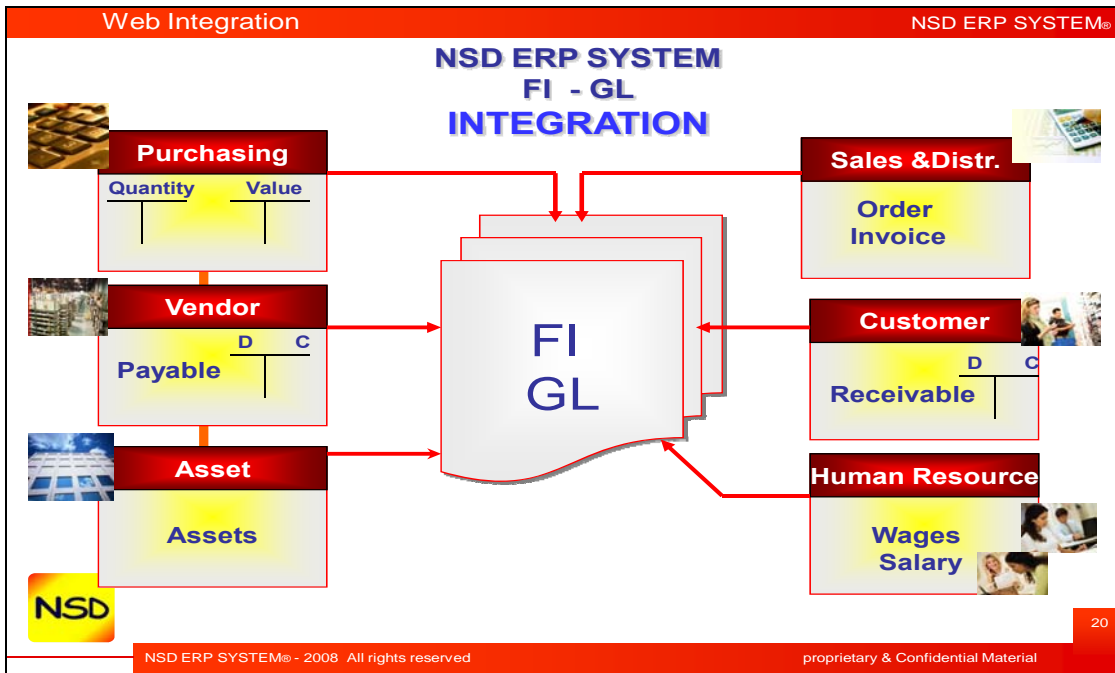 Web Integration
NSD ERP SYSTEM®
NSD ERP SYSTEM
FI - GL
INTEGRATION
Purchasing
Quantity Value
Vendor
D C
Payable
Asset
Assets
FI
GL
Sales &Distr.
Order
Invoice
Customer
D C
Receivable
Human Resource
Wages
Salary
NSD
20
NSD ERP SYSTEM® - 2008 All rights reserved
proprietary & Confidential Material